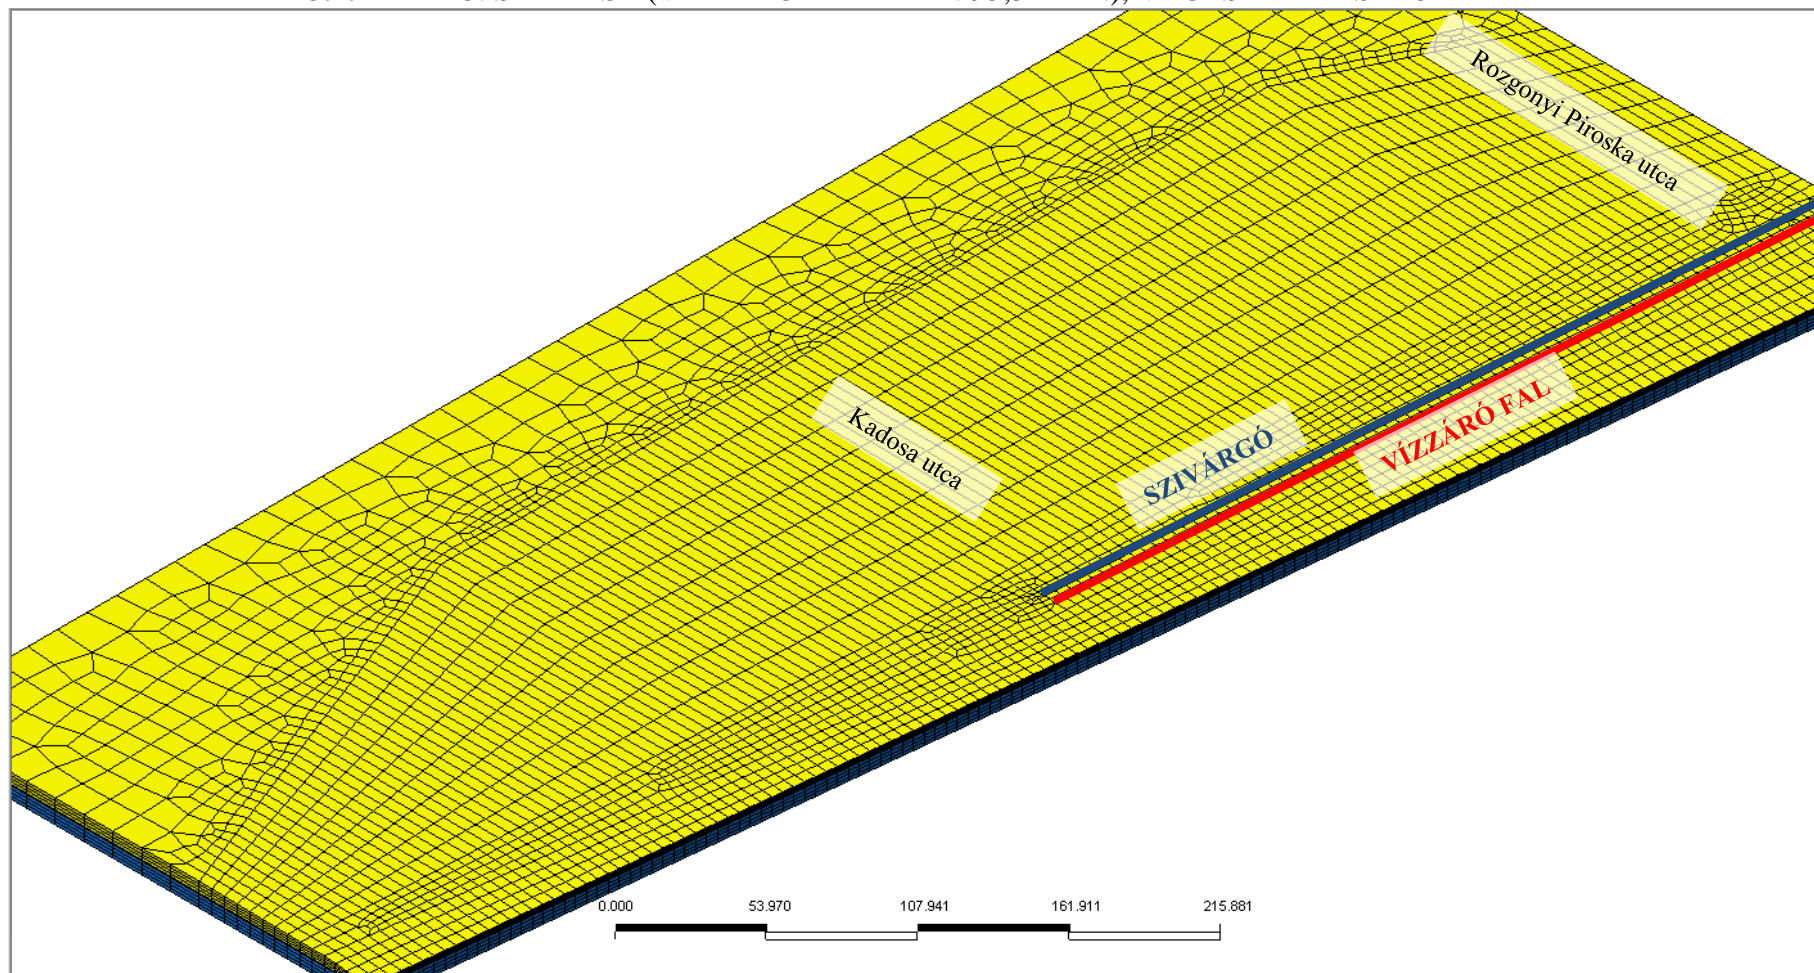 Rozgonyi Piroska utca
Kadosa utca
SZIVÁRGÓ
VÍZZÁRÓ FAL
0.000 53.970 107.941 161.911 215.881